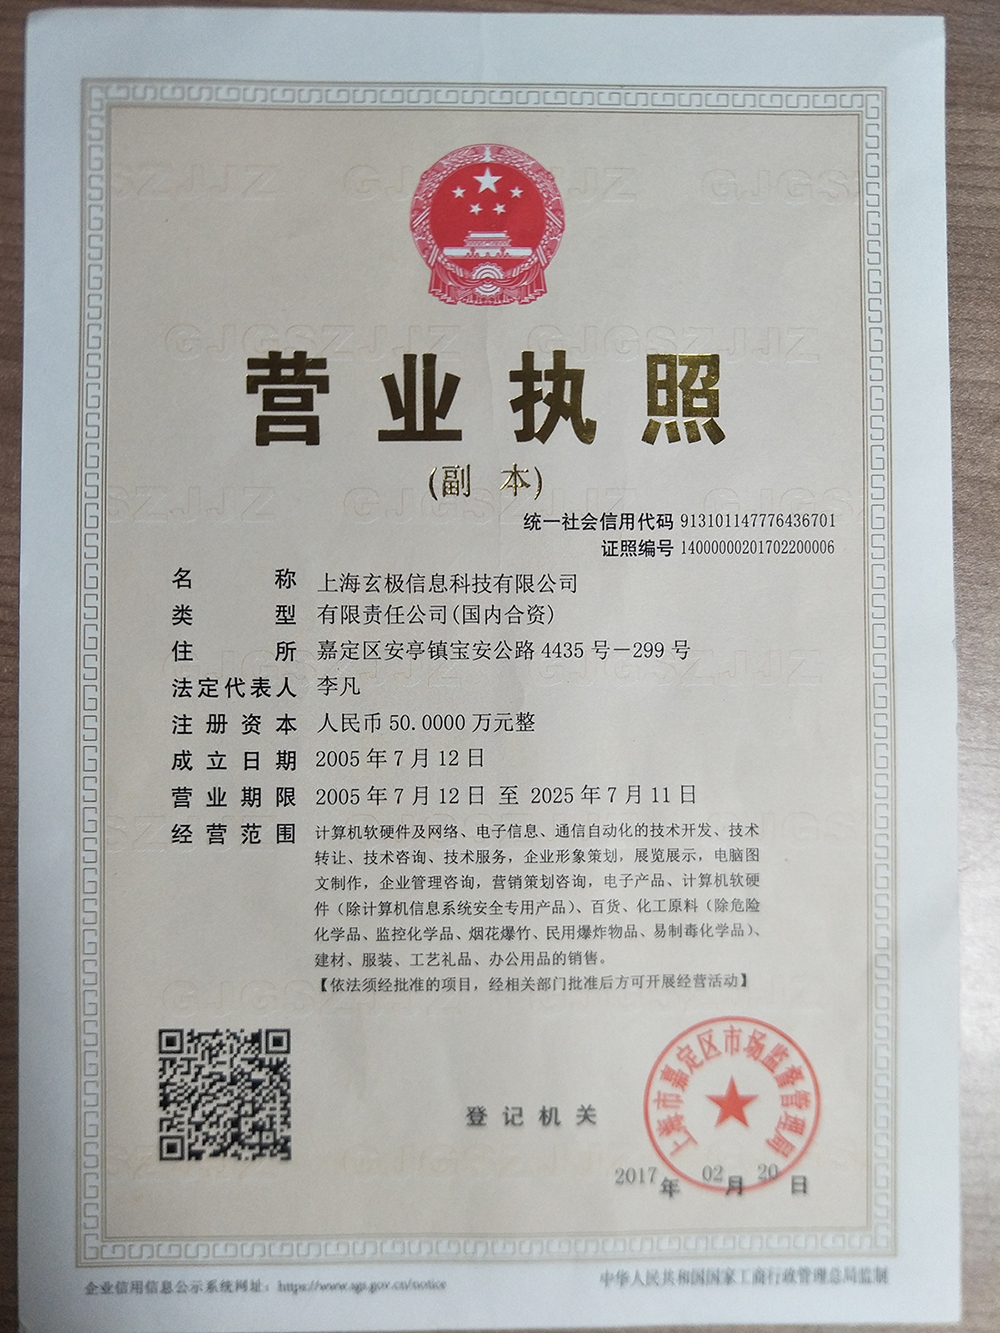 营业执照
(副 本)
统一社会信用代码 913101147776436701
证照编号 14000000201702200006
名 称 上海玄极信息科技有限公司
类 型 有限责任公司(国内合资)
住 所 嘉定区安亭镇宝安公路 4435 号－299 号
法定代表人 李凡
注册资本 人民币 50.0000 万元整
成立日期 2005 年 7 月 12 日
营业期限 2005 年 7 月 12 日 至 2025 年 7 月 11 日
经营范围 计算机软硬件及网络、电子信息、通信自动化的技术开发、技术
转让、技术咨询、技术服务，企业形象策划，展览展示，电脑图
文制作，企业管理咨询，营销策划咨询，电子产品、计算机软硬
件（除计算机信息系统安全专用产品）、百货、化工原料（除危险
化学品、监控化学品、烟花爆竹、民用爆炸物品、易制毒化学品）、
建材、服装、工艺礼品、办公用品的销售。
【依法须经批准的项目，经相关部门批准后方可开展经营活动】
登记机关
上海市嘉定区市场监督管理局
2017 年 02 月 20 日
企业信用信息公示系统网址：https://www.sgs.gov.cn/notice
中华人民共和国国家工商行政管理总局监制
GJGSZJJZ